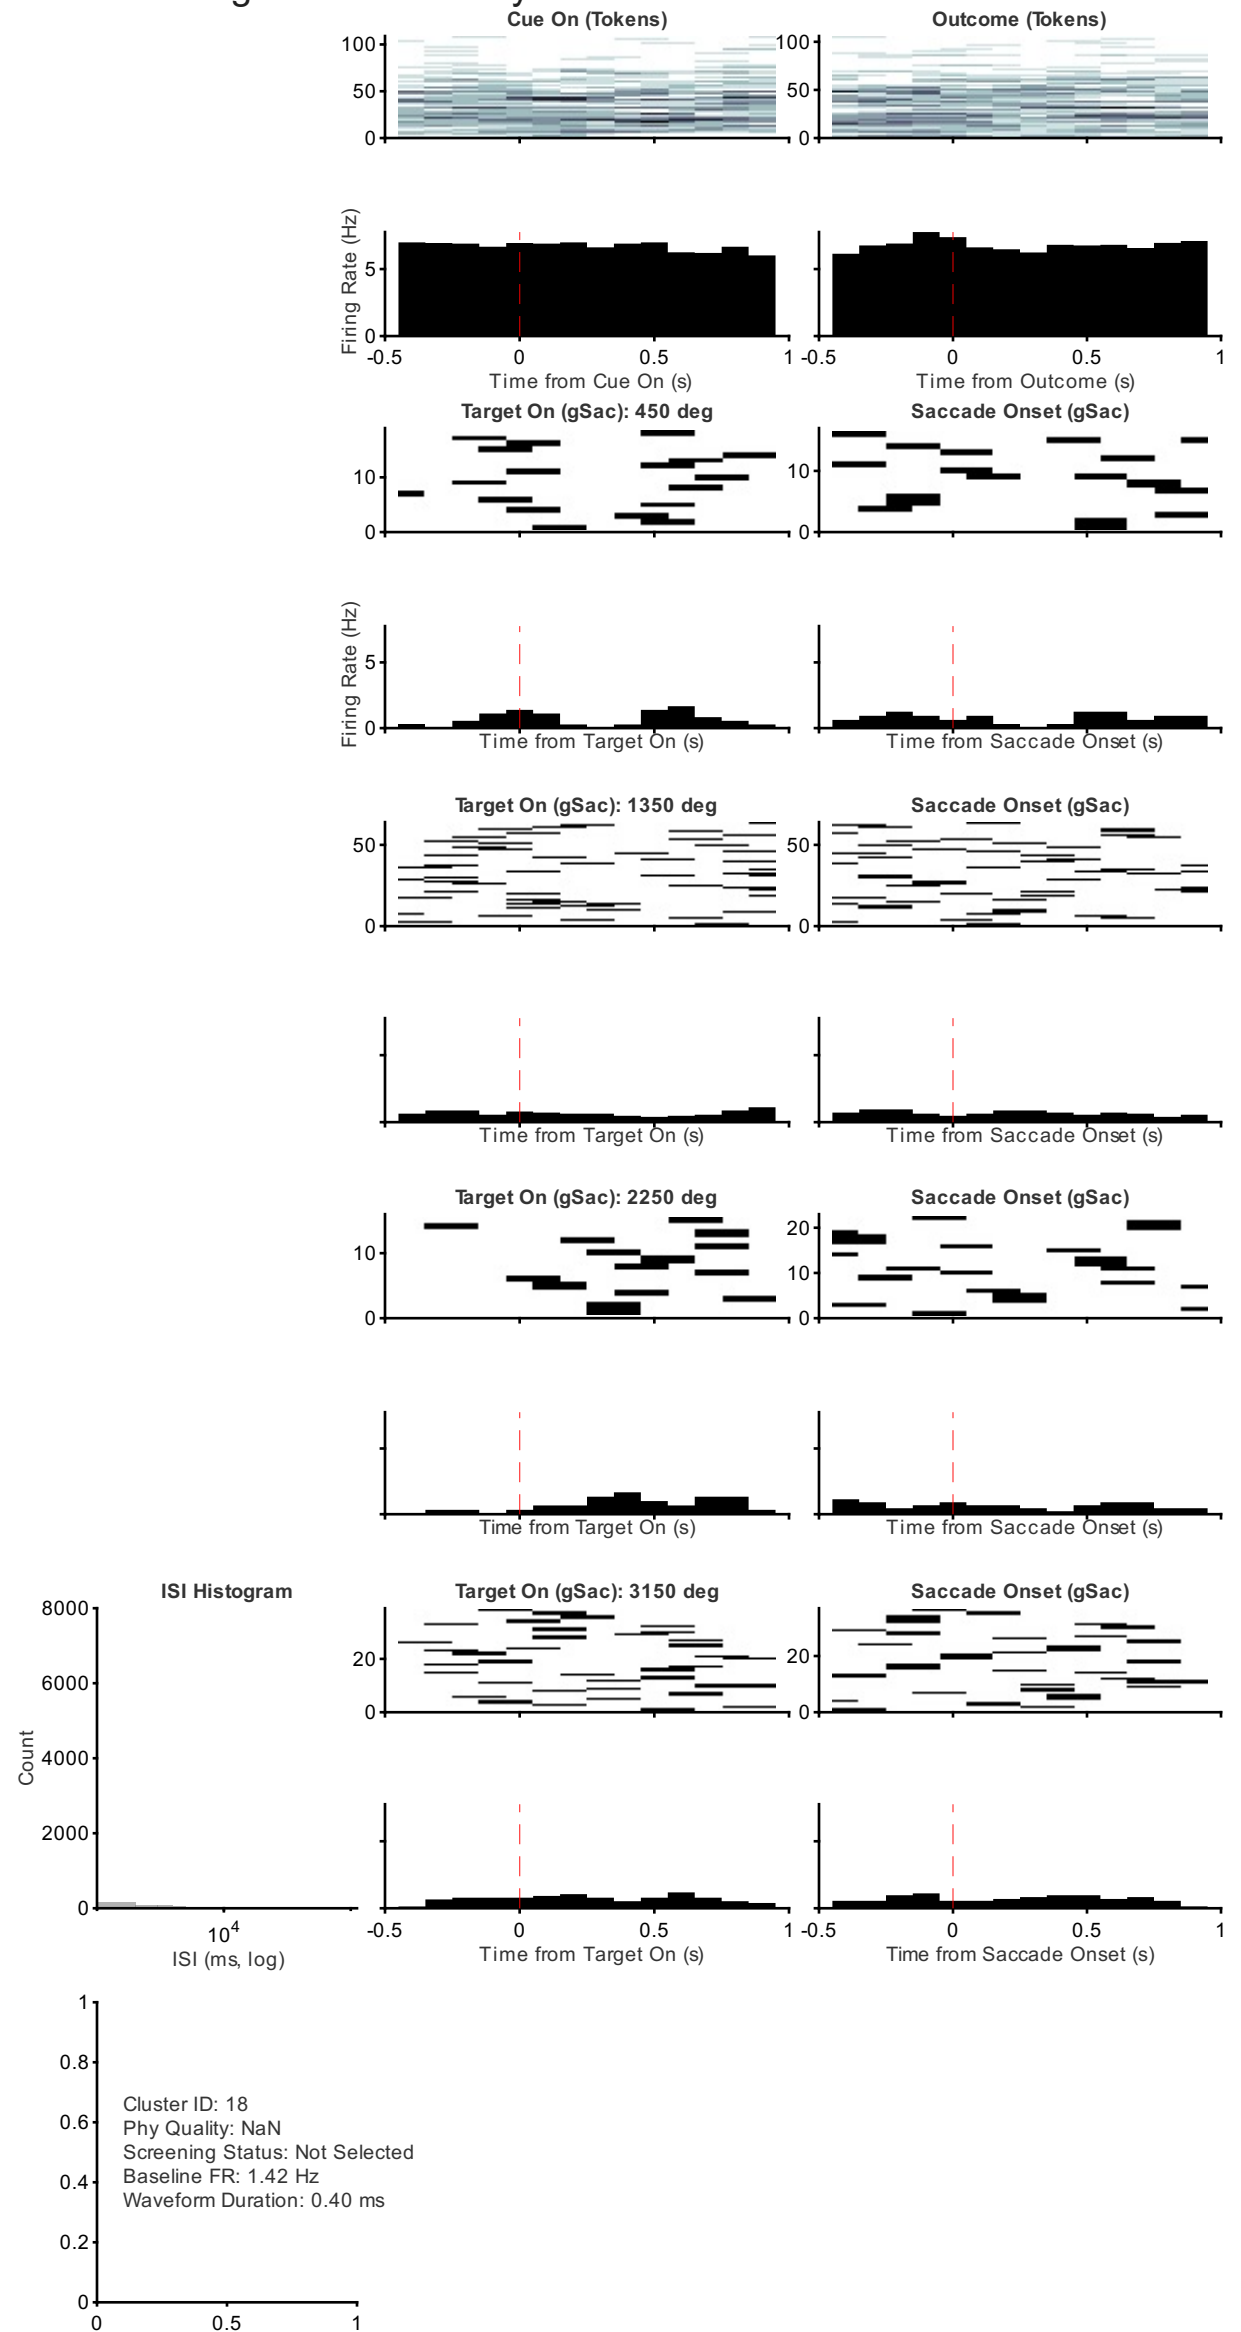 Cue On (Tokens)
Outcome (Tokens)
100
50
0
100
50
0
Firing Rate (Hz)
5
0
-0.5
0
0.5
1
-0.5
0
0.5
1
Time from Cue On (s)
Time from Outcome (s)
Target On (gSac): 450 deg
Saccade Onset (gSac)
10
0
10
0
Firing Rate (Hz)
5
0
Time from Target On (s)
Time from Saccade Onset (s)
Target On (gSac): 1350 deg
Saccade Onset (gSac)
50
0
50
0
Time from Target On (s)
Time from Saccade Onset (s)
Target On (gSac): 2250 deg
Saccade Onset (gSac)
10
0
20
10
0
Time from Target On (s)
Time from Saccade Onset (s)
ISI Histogram
Target On (gSac): 3150 deg
Saccade Onset (gSac)
8000
6000
4000
2000
0
Count
10^4
ISI (ms, log)
20
0
20
0
-0.5
0
0.5
1
-0.5
0
0.5
1
Time from Target On (s)
Time from Saccade Onset (s)
1
0.8
0.6
0.4
0.2
0
Cluster ID: 18
Phy Quality: NaN
Screening Status: Not Selected
Baseline FR: 1.42 Hz
Waveform Duration: 0.40 ms
0
0.5
1